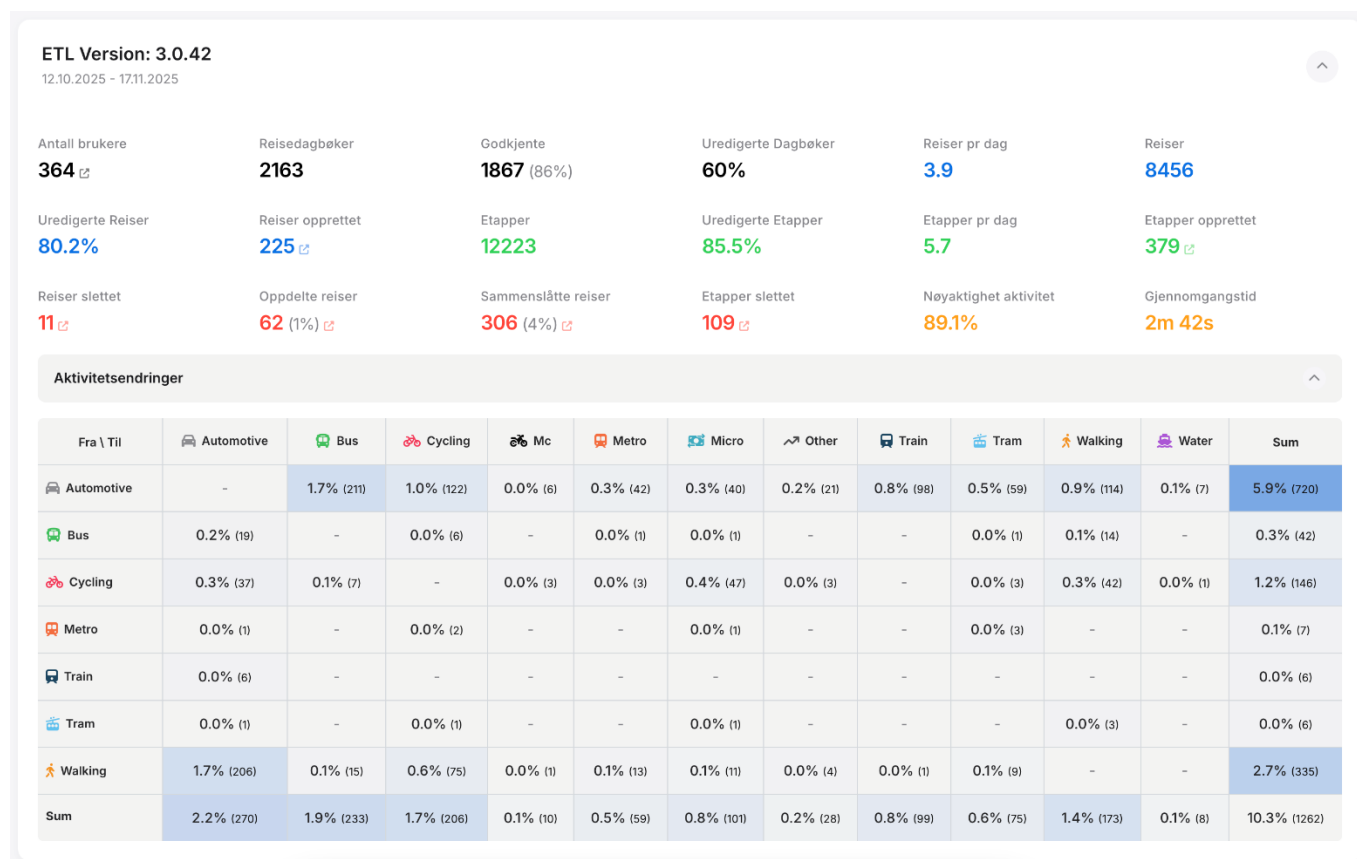 ETL Version: 3.0.42
12.10.2025 - 17.11.2025
Antall brukere Reisedagbøker Godkjente Uredigerte Dagbøker Reiser pr dag Reiser
364 2163 1867 (86%) 60% 3.9 8456
Uredigerte Reiser Reiser opprettet Etapper Uredigerte Etapper Etapper pr dag Etapper opprettet
80.2% 225 12223 85.5% 5.7 379
Reiser slettet Oppdelte reiser Sammenslåtte reiser Etapper slettet Nøyaktighet aktivitet Gjennomgangstid
11 62 (1%) 306 (4%) 109 89.1% 2m 42s
Aktivitetsendringer
Fra \ Til Automotive Bus Cycling Mc Metro Micro Other Train Tram Walking Water Sum
Automotive - 1.7% (211) 1.0% (122) 0.0% (6) 0.3% (42) 0.3% (40) 0.2% (21) 0.8% (98) 0.5% (59) 0.9% (114) 0.1% (7) 5.9% (720)
Bus 0.2% (19) - 0.0% (6) - 0.0% (1) 0.0% (1) - - 0.0% (1) 0.1% (14) - 0.3% (42)
Cycling 0.3% (37) 0.1% (7) - 0.0% (3) 0.0% (3) 0.4% (47) 0.0% (3) - 0.0% (3) 0.3% (42) 0.0% (1) 1.2% (146)
Metro 0.0% (1) - 0.0% (2) - - 0.0% (1) - - 0.0% (3) - - 0.1% (7)
Train 0.0% (6) - - - - - - - - - - 0.0% (6)
Tram 0.0% (1) - 0.0% (1) - - 0.0% (1) - - - 0.0% (3) - 0.0% (6)
Walking 1.7% (206) 0.1% (15) 0.6% (75) 0.0% (1) 0.1% (13) 0.1% (11) 0.0% (4) 0.0% (1) 0.1% (9) - - 2.7% (335)
Sum 2.2% (270) 1.9% (233) 1.7% (206) 0.1% (10) 0.5% (59) 0.8% (101) 0.2% (28) 0.8% (99) 0.6% (75) 1.4% (173) 0.1% (8) 10.3% (1262)